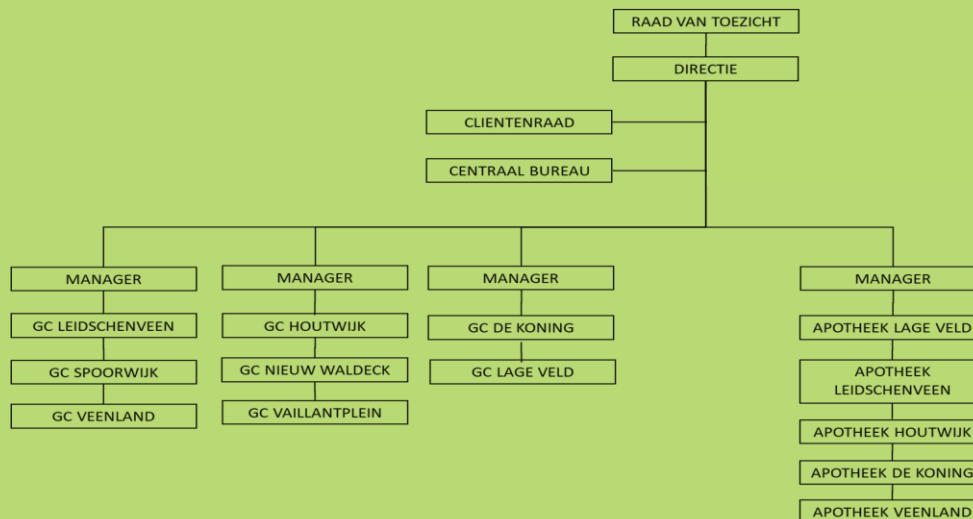 RAAD VAN TOEZICHT
DIRECTIE
CLIENTENRAAD
CENTRAAL BUREAU
MANAGER
GC LEIDSCHENVEEN
GC SPOORWIJK
GC VEENLAND
MANAGER
GC HOUTWIJK
GC NIEUW WALDECK
GC VAILLANTPLEIN
MANAGER
GC DE KONING
GC LAGE VELD
MANAGER
APOTHEEK LAGE VELD
APOTHEEK
LEIDSCHENVEEN
APOTHEEK HOUTWIJK
APOTHEEK DE KONING
APOTHEEK VEENLAND